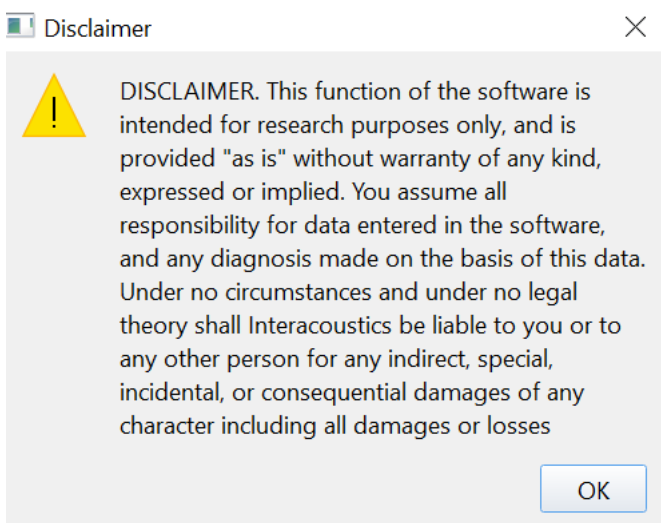 Disclaimer
DISCLAIMER. This function of the software is
intended for research purposes only, and is
provided "as is" without warranty of any kind,
expressed or implied. You assume all
responsibility for data entered in the software,
and any diagnosis made on the basis of this data.
Under no circumstances and under no legal
theory shall Interacoustics be liable to you or to
any other person for any indirect, special,
incidental, or consequential damages of any
character including all damages or losses
OK